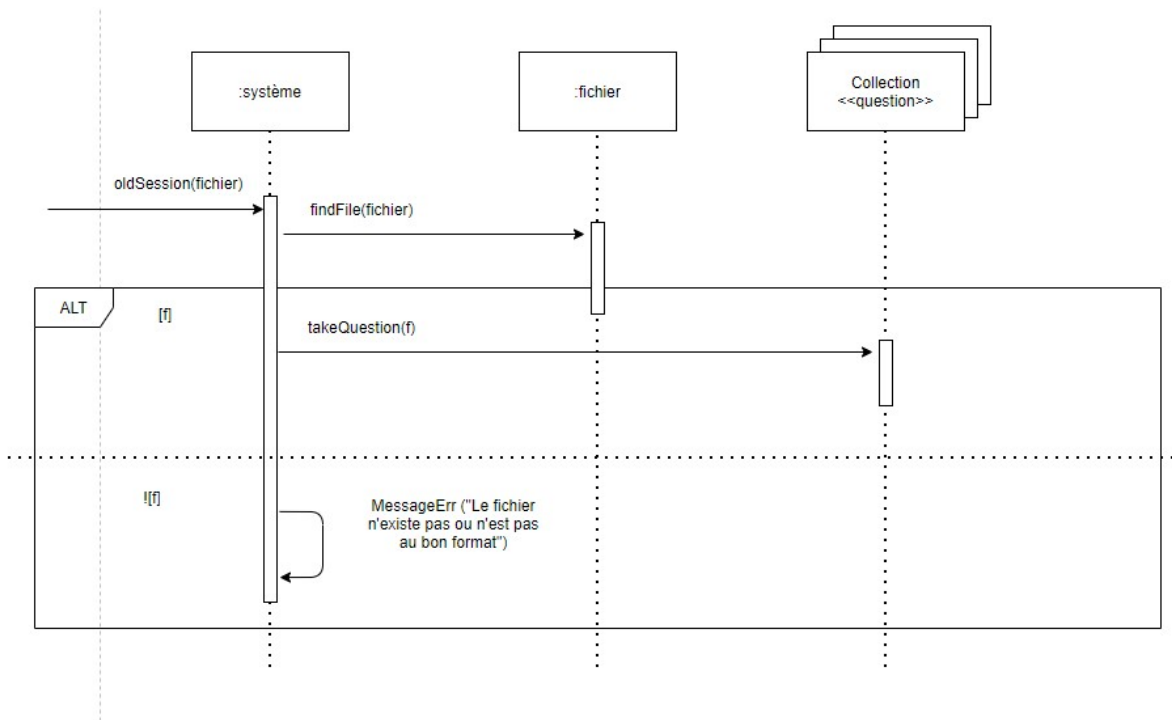 :système
:fichier
Collection
<<question>>
oldSession(fichier)
findFile(fichier)
ALT
[f]
takeQuestion(f)
![f]
MessageErr ("Le fichier
n'existe pas ou n'est pas
au bon format")